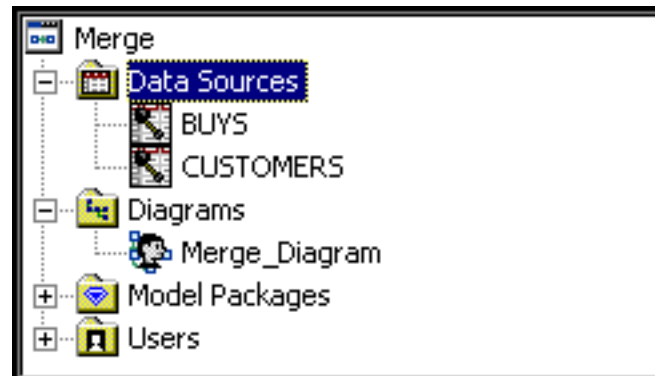 Merge
Data Sources
BUYS
CUSTOMERS
Diagrams
Merge_Diagram
Model Packages
Users